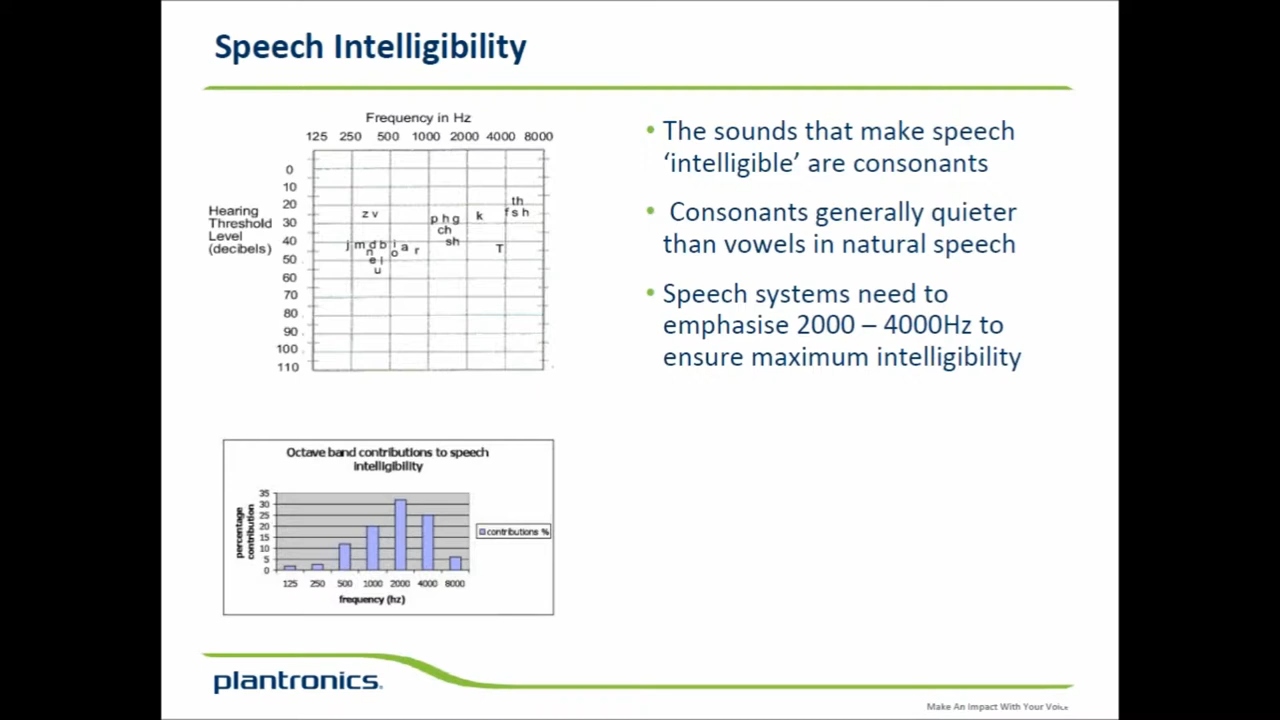 Speech Intelligibility
Frequency in Hz
125 250 500 1000 2000 4000 8000
Hearing
Threshold
Level
(decibels)
0
10
20
30
40
50
60
70
80
90
100
110
th
z v p h g k f s h
ch
j m d b i a r sh T
n o
e l
u
• The sounds that make speech
‘intelligible’ are consonants
• Consonants generally quieter
than vowels in natural speech
• Speech systems need to
emphasise 2000 – 4000Hz to
ensure maximum intelligibility
Octave band contributions to speech
intelligibility
percentage
contribution
35
30
25
20
15
10
5
0
125 250 500 1000 2000 4000 8000
frequency (hz)
contributions %
plantronics.
Make An Impact With Your Voice